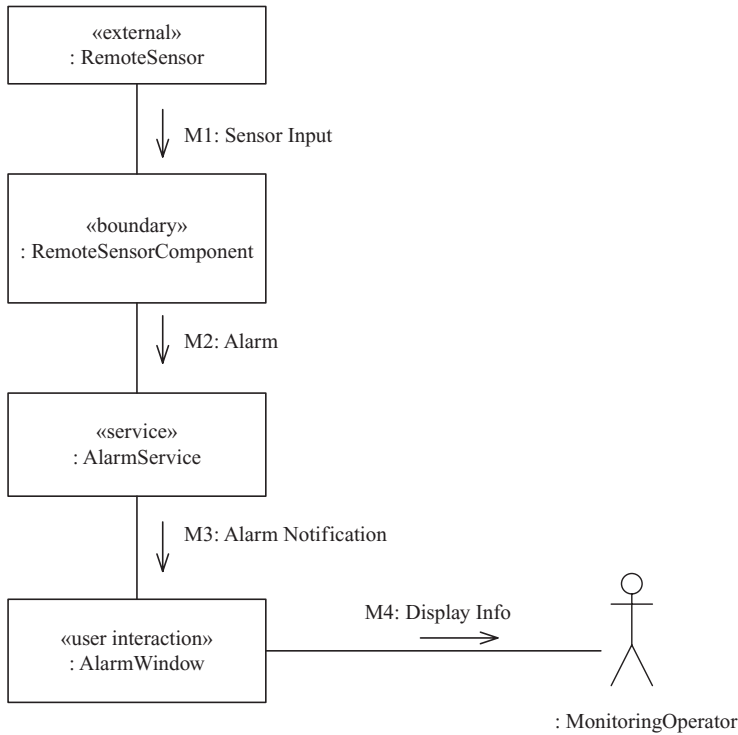 «external»
: RemoteSensor
M1: Sensor Input
«boundary»
: RemoteSensorComponent
M2: Alarm
«service»
: AlarmService
M3: Alarm Notification
«user interaction»
: AlarmWindow
M4: Display Info
: MonitoringOperator